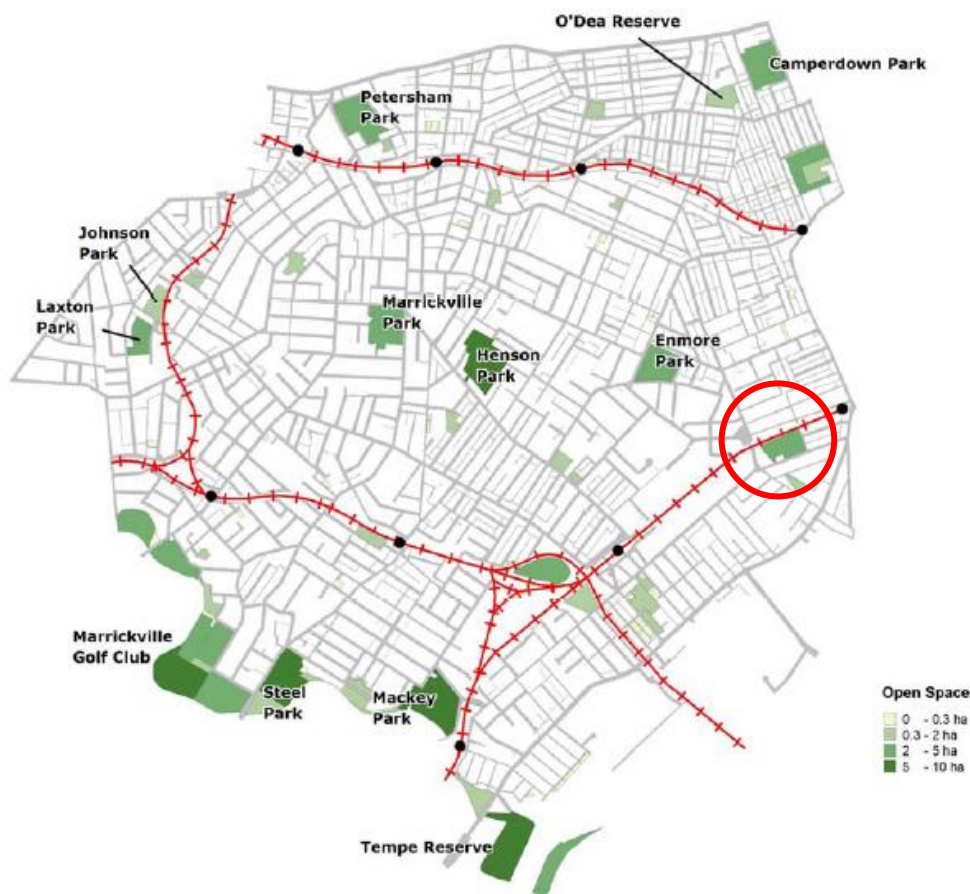 O'Dea Reserve
Camperdown Park
Petersham
Park
Johnson
Park
Laxton
Park
Marrickville
Park
Henson
Park
Enmore
Park
Marrickville
Golf Club
Steel
Park
Mackey
Park
Tempe Reserve
Open Space
0 - 0.3 ha
0.3 - 2 ha
2 - 5 ha
5 - 10 ha